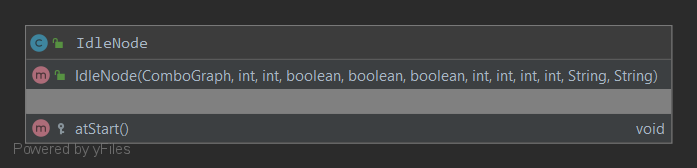 C IdleNode
m IdleNode(ComboGraph, int, int, boolean, boolean, boolean, int, int, int, int, String, String)
m atStart() void
Powered by yFiles